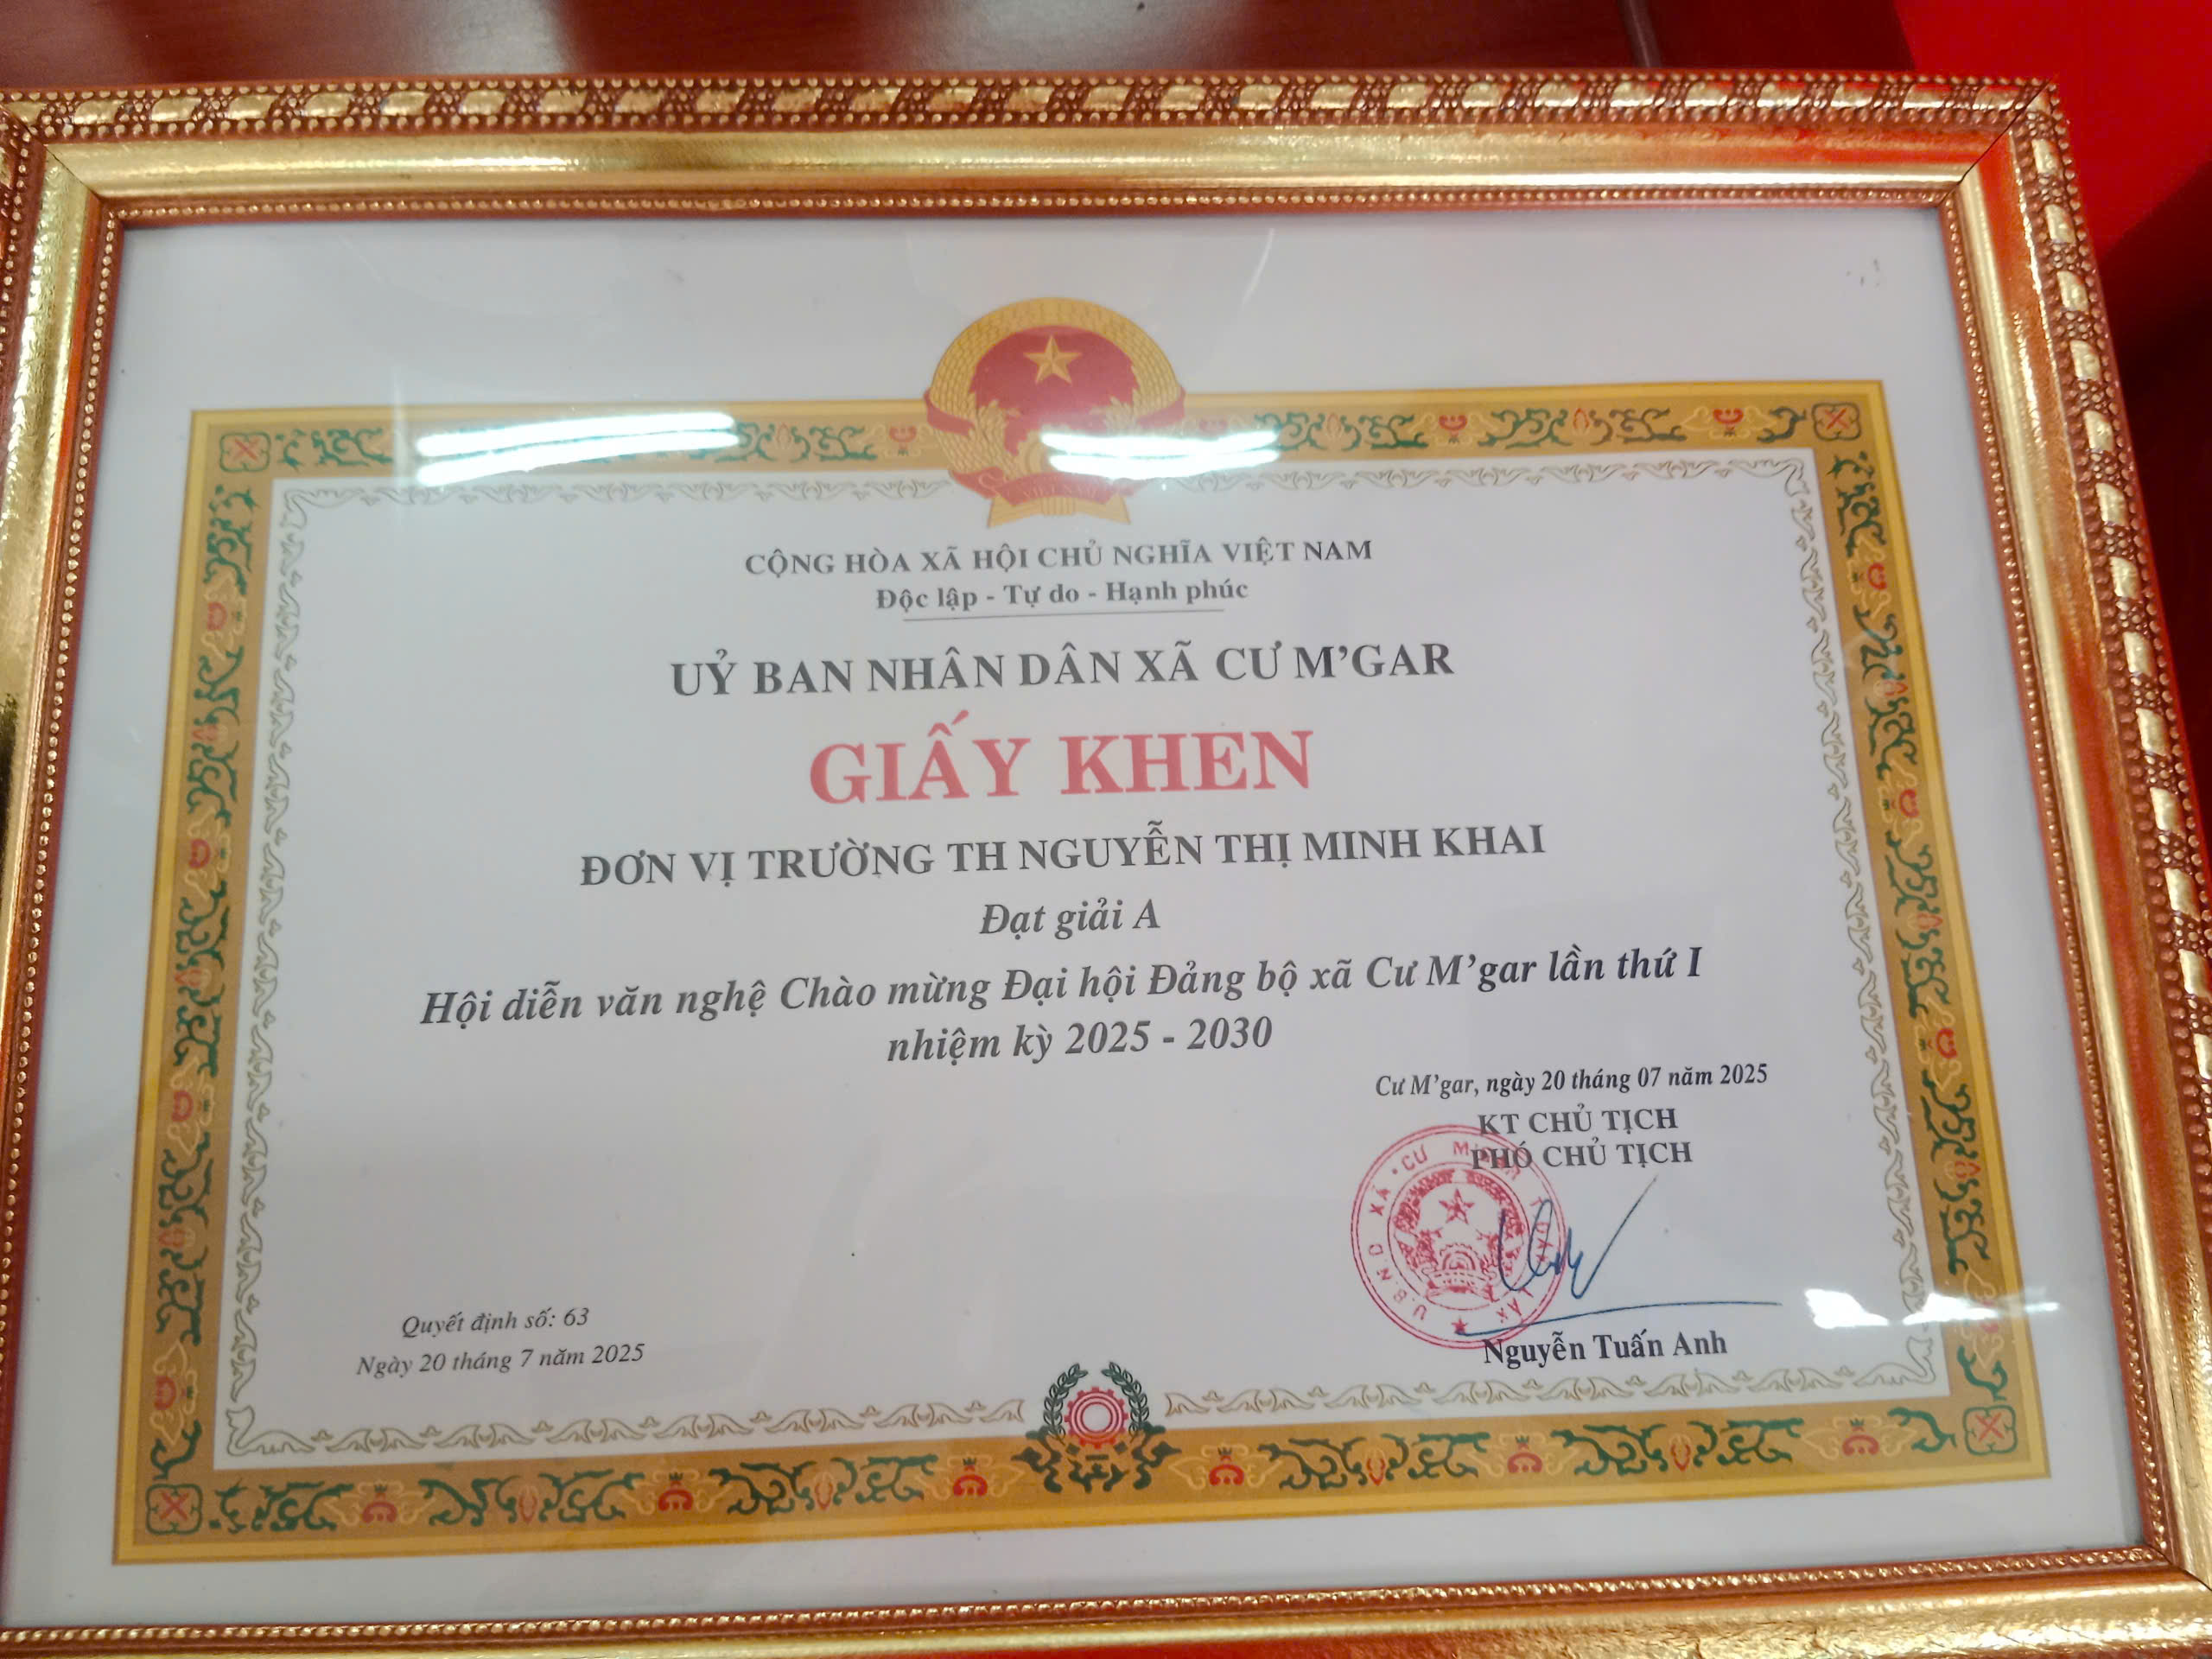 CỘNG HÒA XÃ HỘI CHỦ NGHĨA VIỆT NAM
Độc lập - Tự do - Hạnh phúc
UỶ BAN NHÂN DÂN XÃ CƯ M’GAR
GIẤY KHEN
ĐƠN VỊ TRƯỜNG TH NGUYỄN THỊ MINH KHAI
Đạt giải A
Hội diễn văn nghệ Chào mừng Đại hội Đảng bộ xã Cư M’gar lần thứ I
nhiệm kỳ 2025 - 2030
Cư M’gar, ngày 20 tháng 07 năm 2025
KT CHỦ TỊCH
PHÓ CHỦ TỊCH
U.B.N.D XÃ CƯ
Nguyễn Tuấn Anh
Quyết định số: 63
Ngày 20 tháng 7 năm 2025